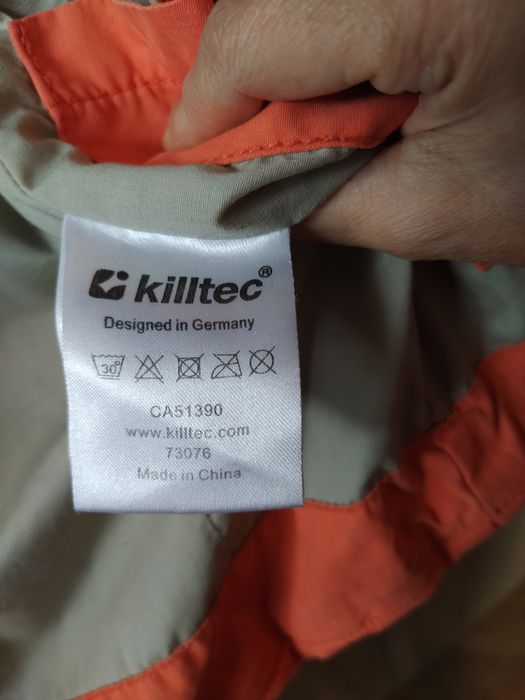 killtec®
Designed in Germany
30°
CA51390
www.killtec.com
73076
Made in China